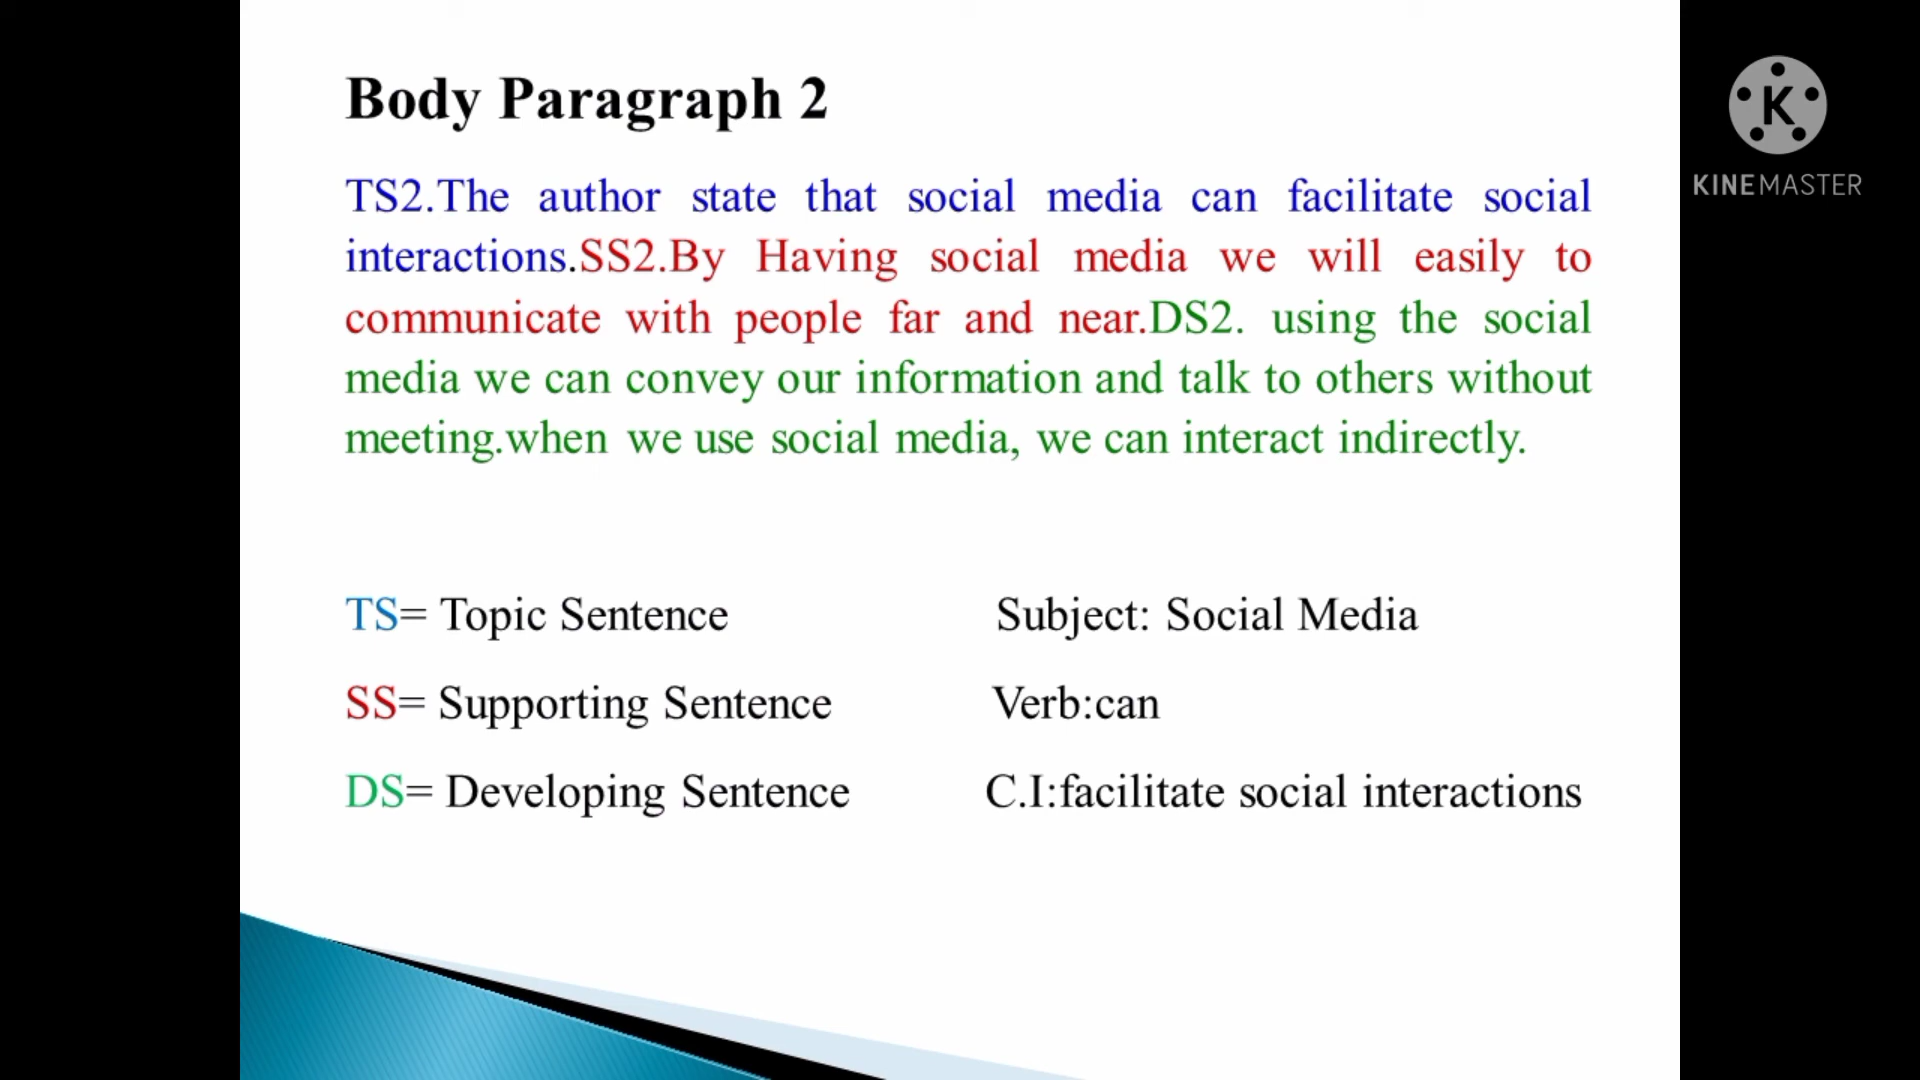 Body Paragraph 2
TS2.The author state that social media can facilitate social
interactions.SS2.By Having social media we will easily to
communicate with people far and near.DS2. using the social
media we can convey our information and talk to others without
meeting.when we use social media, we can interact indirectly.
TS= Topic Sentence
Subject: Social Media
SS= Supporting Sentence
Verb:can
DS= Developing Sentence
C.I:facilitate social interactions
K
KINEMASTER